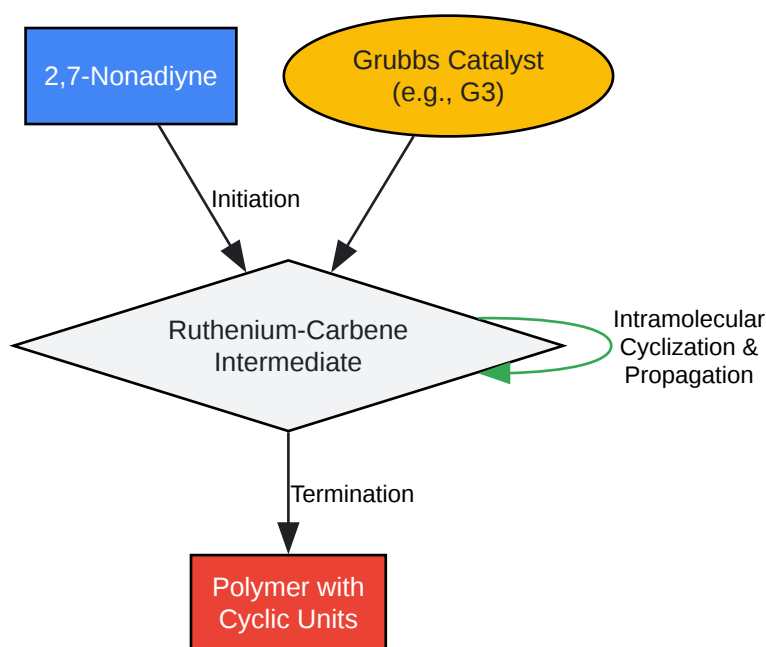 2,7-Nonadiyne
Grubbs Catalyst
(e.g., G3)
Initiation
Ruthenium-Carbene
Intermediate
Intramolecular
Cyclization &
Propagation
Termination
Polymer with
Cyclic Units